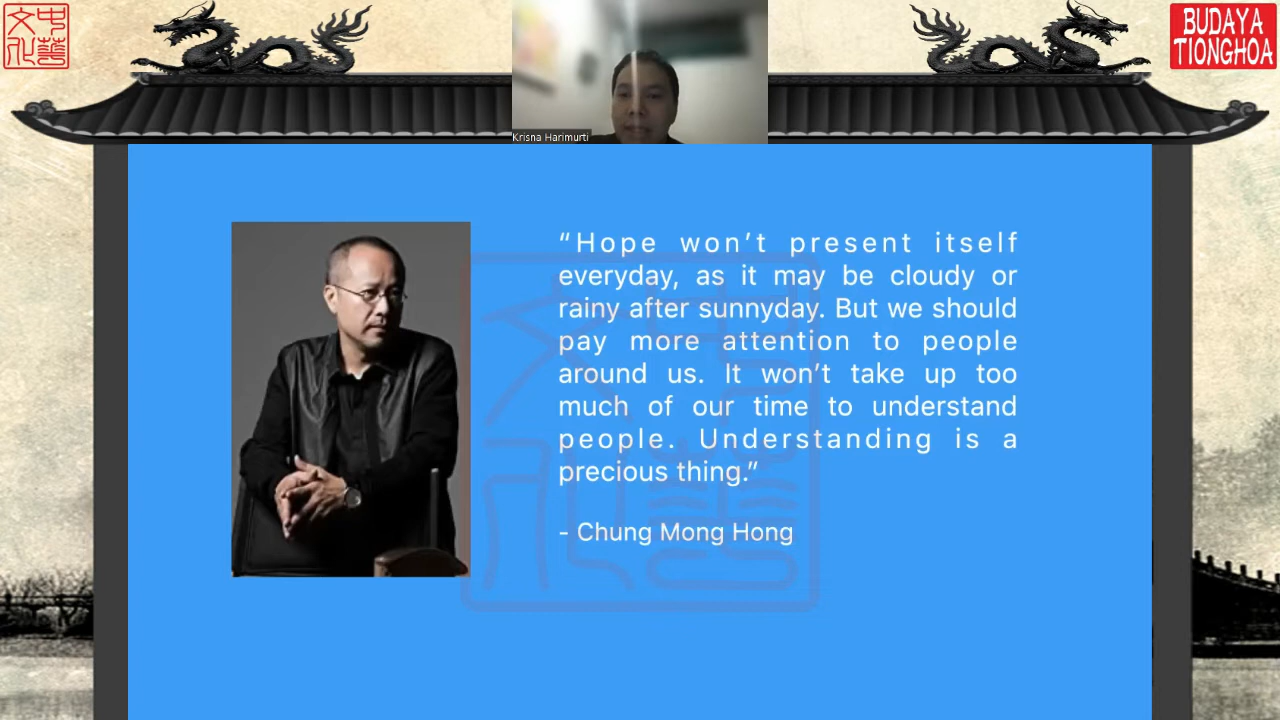 BUDAYA
TIONGHOA
Krisna Harimurti
“Hope won’t present itself
everyday, as it may be cloudy or
rainy after sunnyday. But we should
pay more attention to people
around us. It won’t take up too
much of our time to understand
people. Understanding is a
precious thing.”
- Chung Mong Hong